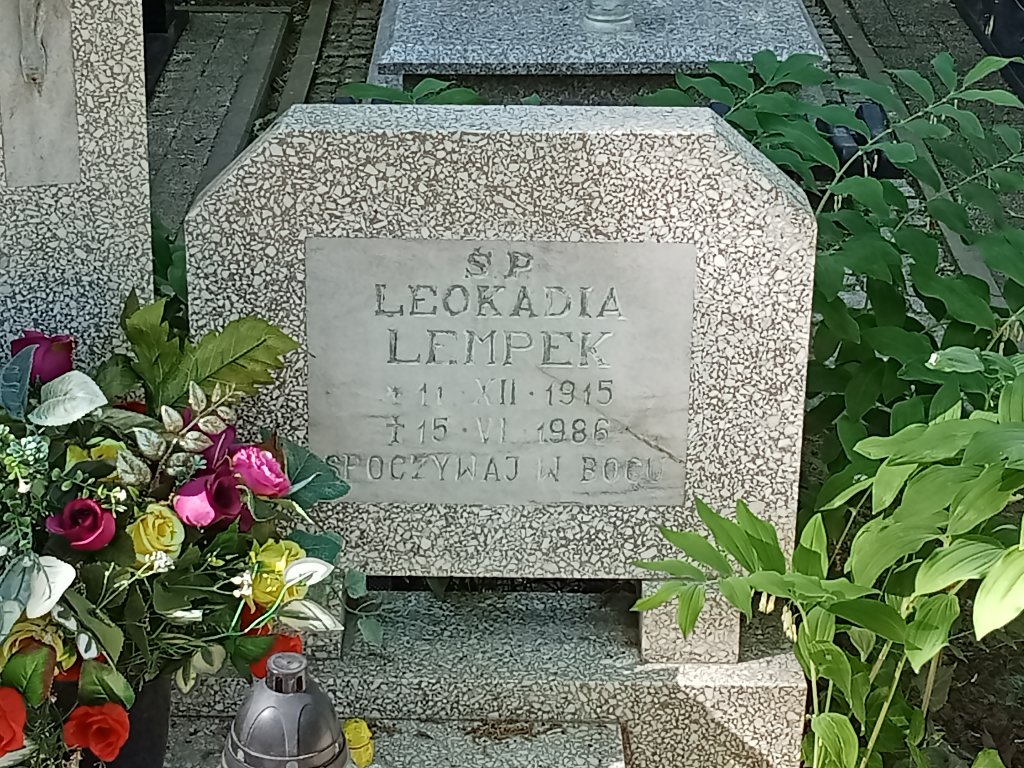 Ś.P.
LEOKADIA
LEMPEK
* 11 · XII · 1915
† 15 · VI · 1986
SPOCZYWAJ W BOGU